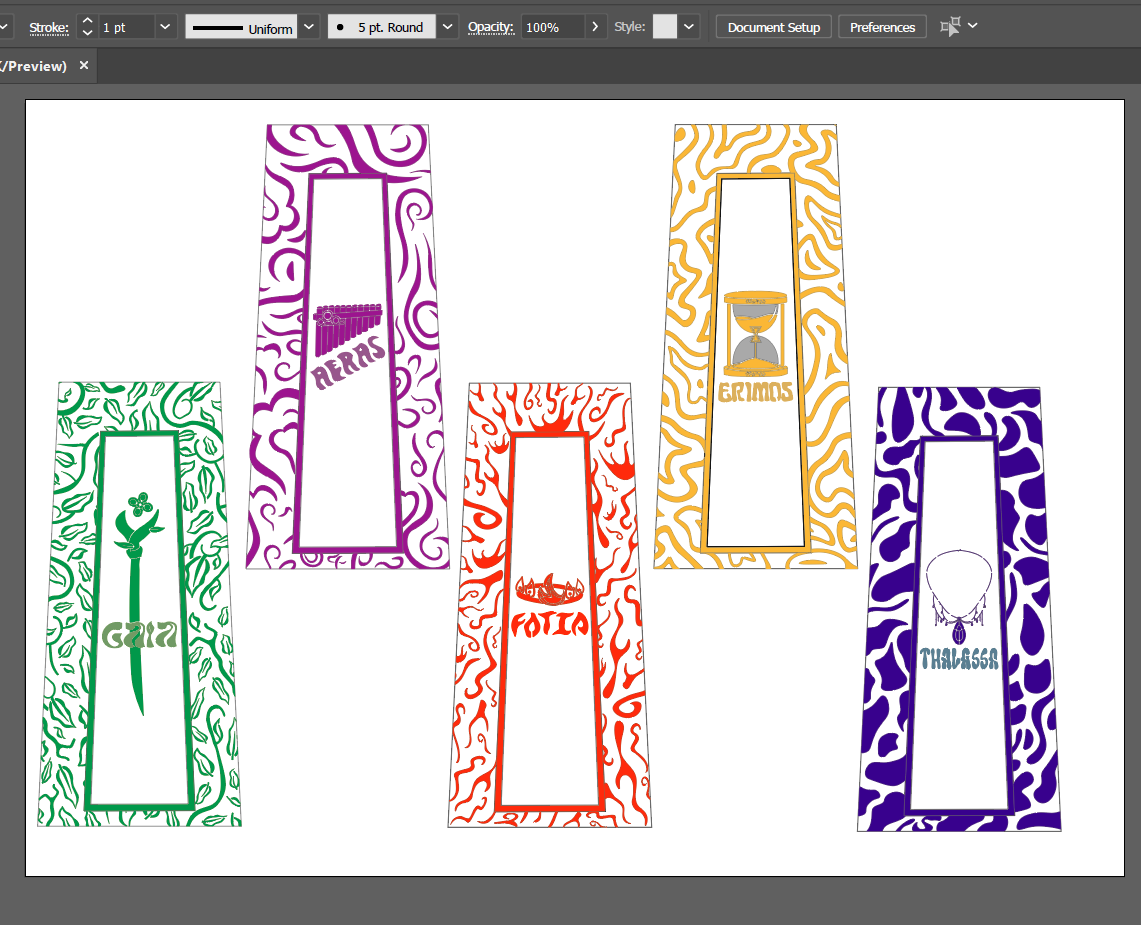 Stroke: 1 pt Uniform 5 pt. Round Opacity: 100% Style: Document Setup Preferences
/Preview) ×
AERAS
ERIMOS
GAIA
FOTIA
THALASSA